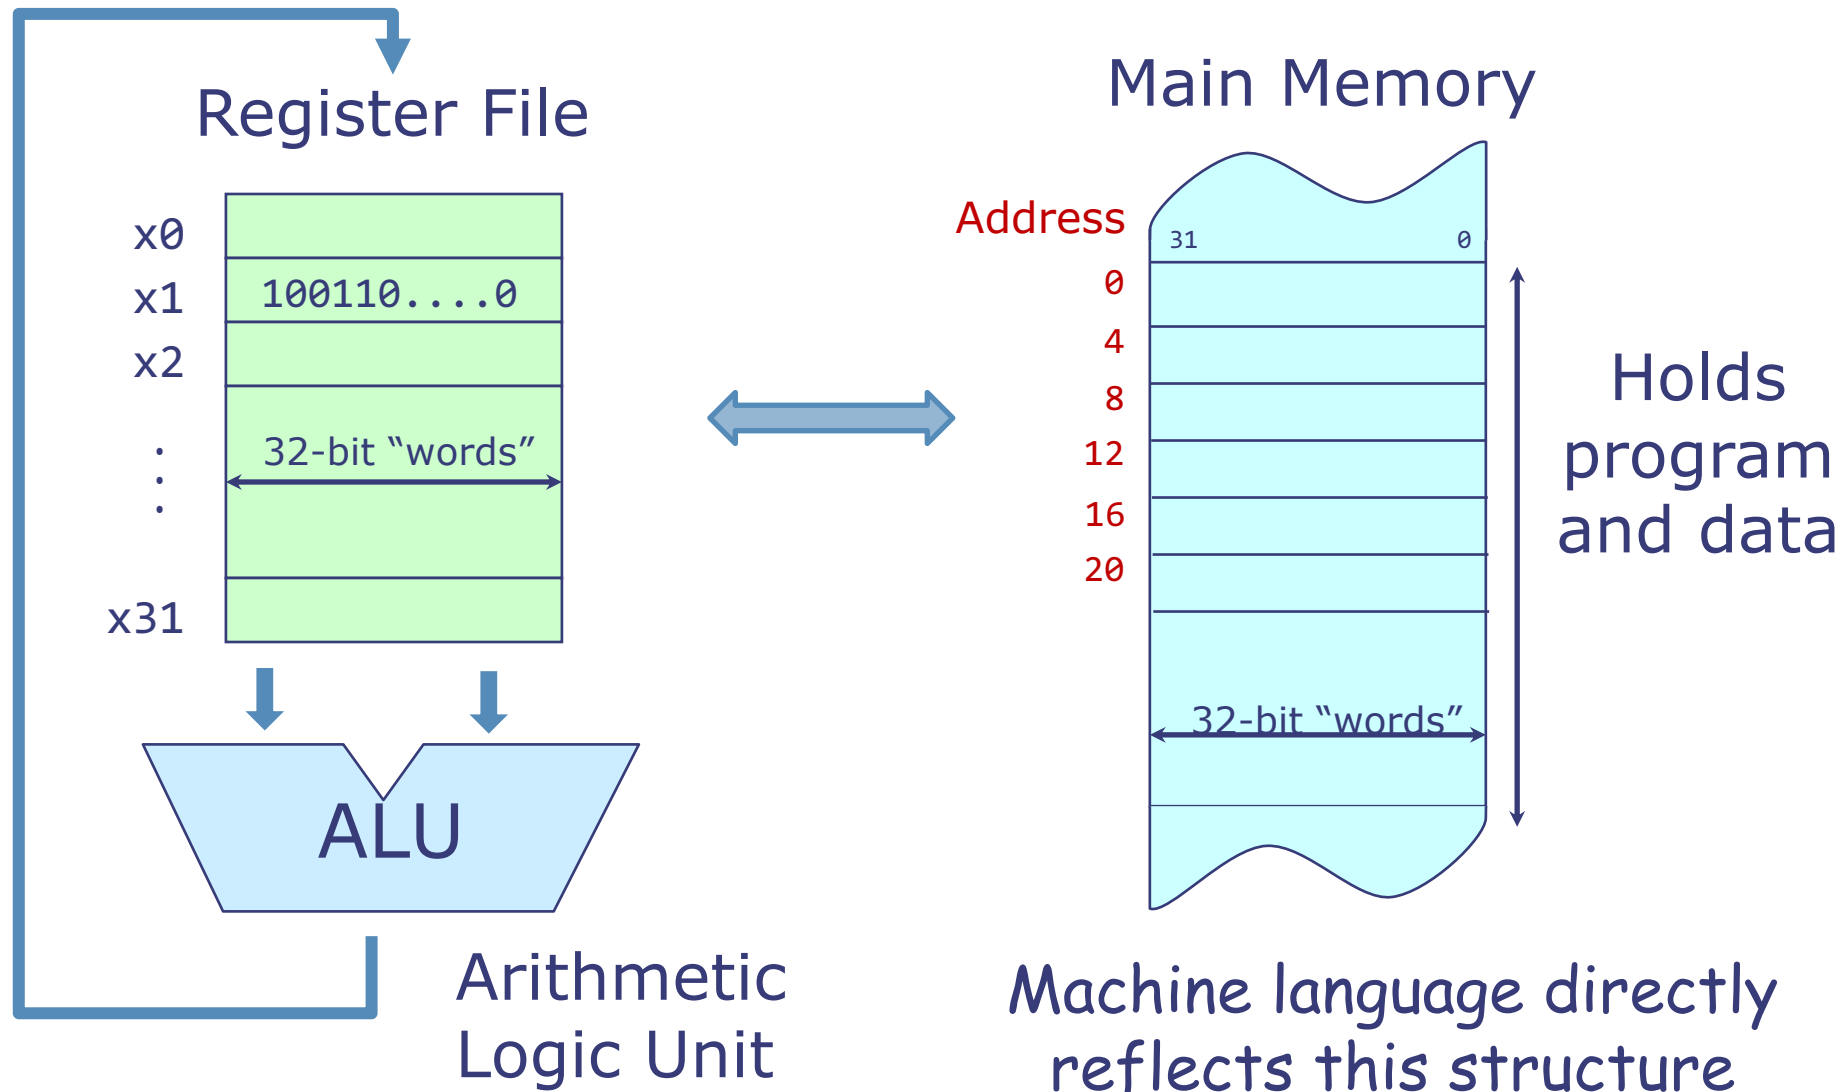 Register File
x0
x1 100110....0
x2
.
.
.
32-bit “words”
x31
ALU
Arithmetic
Logic Unit
Main Memory
Address
31 0
0
4
8
12
16
20
32-bit “words”
Holds
program
and data
Machine language directly
reflects this structure